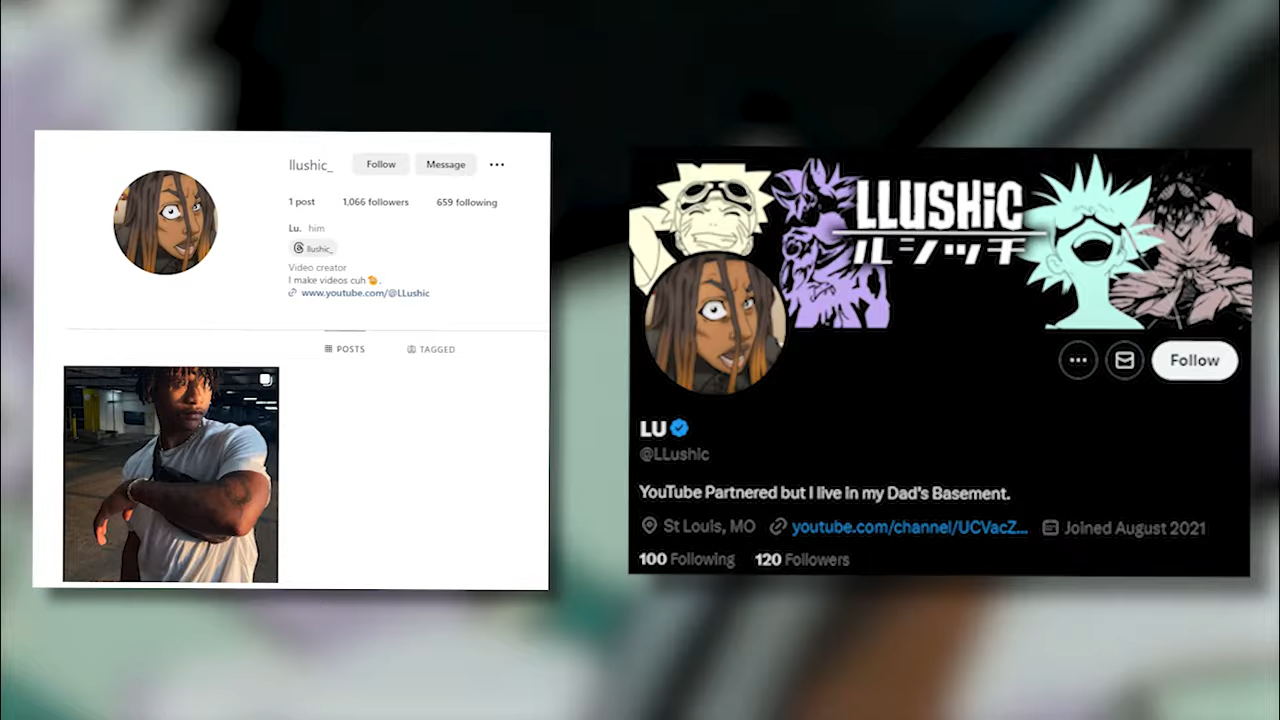 llushic_ Follow Message
1 post 1,066 followers 659 following
Lu. him
llushic_
Video creator
I make videos cuh🍤.
www.youtube.com/@LLushic
POSTS TAGGED
LLUSHiC
ルシッチ
Follow
LU
@LLushic
YouTube Partnered but I live in my Dad's Basement.
St Louis, MO youtube.com/channel/UCVacZ... Joined August 2021
100 Following 120 Followers